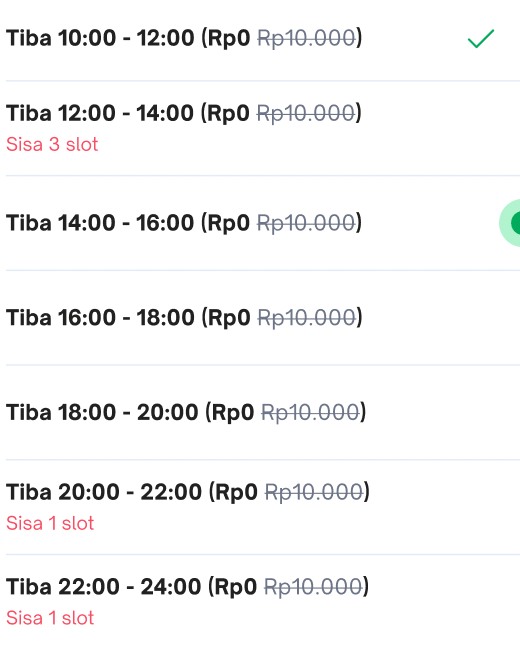 Tiba 10:00 - 12:00 (Rp0 Rp10.000)
Tiba 12:00 - 14:00 (Rp0 Rp10.000)
Sisa 3 slot
Tiba 14:00 - 16:00 (Rp0 Rp10.000)
Tiba 16:00 - 18:00 (Rp0 Rp10.000)
Tiba 18:00 - 20:00 (Rp0 Rp10.000)
Tiba 20:00 - 22:00 (Rp0 Rp10.000)
Sisa 1 slot
Tiba 22:00 - 24:00 (Rp0 Rp10.000)
Sisa 1 slot